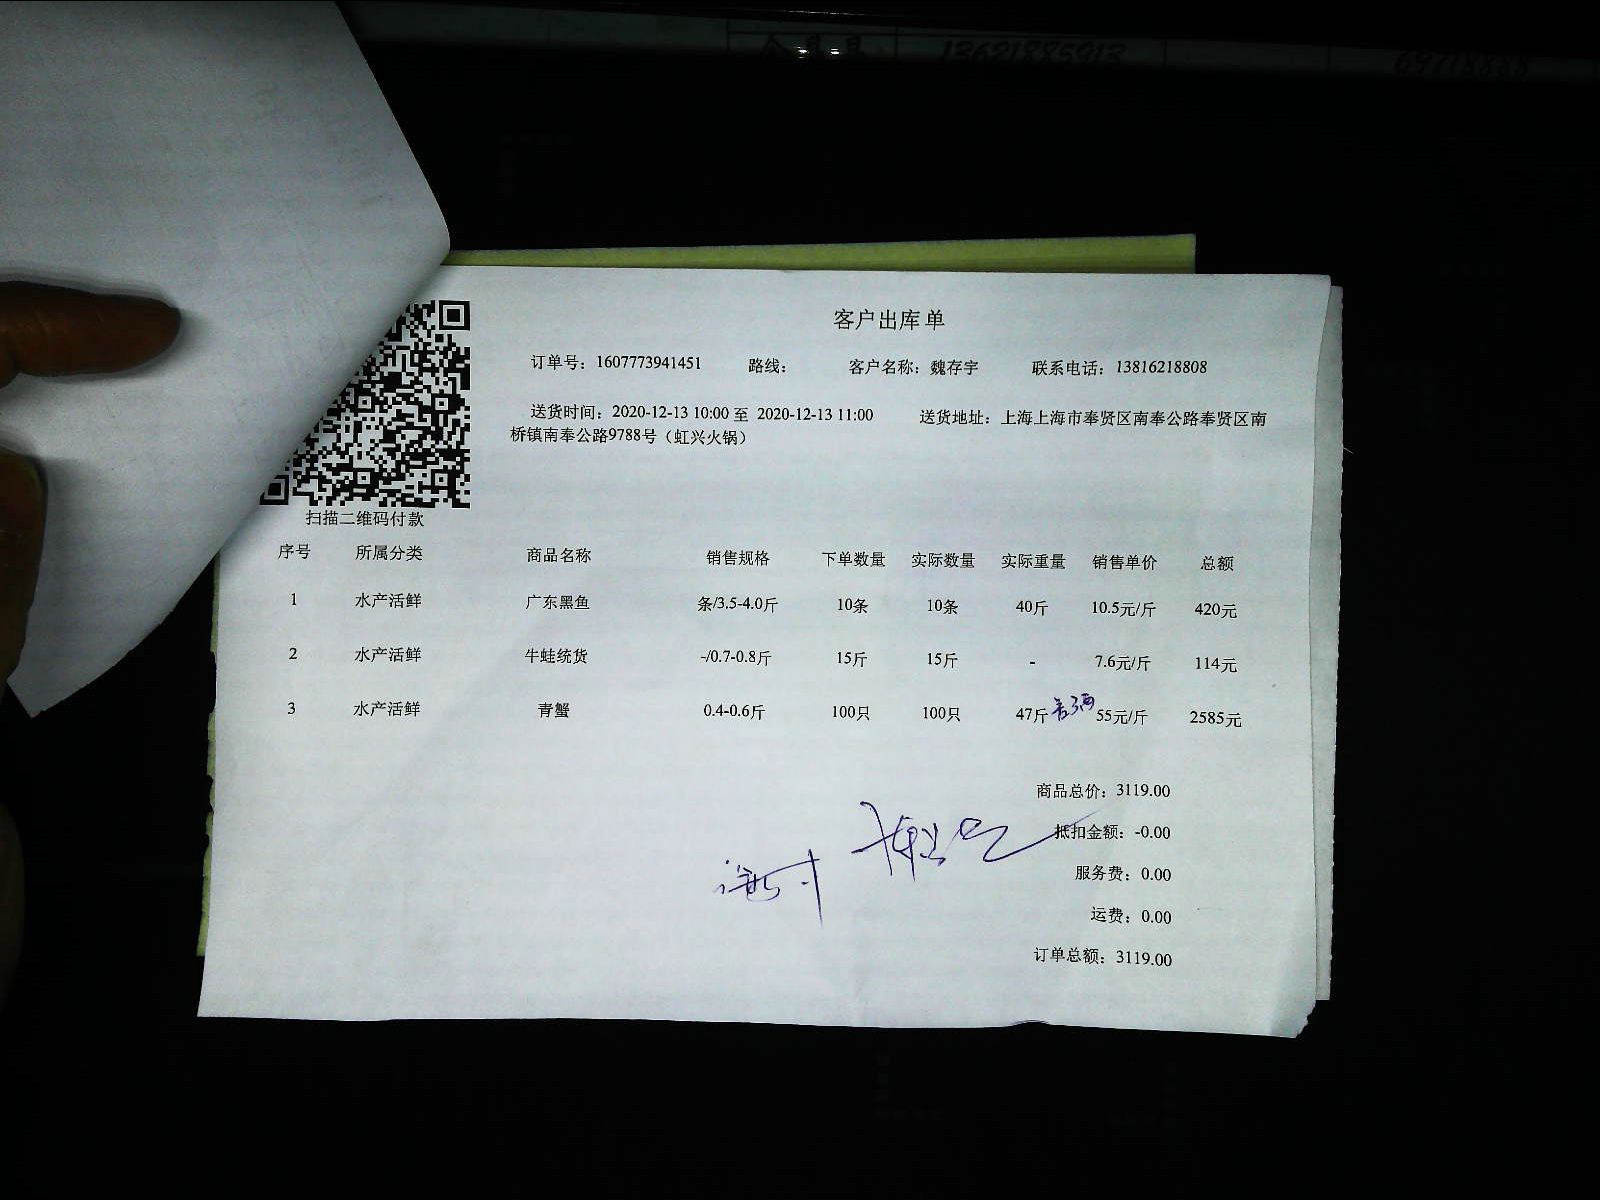 13621885913
69718888
客户出库单
订单号：1607773941451 路线： 客户名称：魏存宇 联系电话：13816218808
送货时间：2020-12-13 10:00 至 2020-12-13 11:00 送货地址：上海上海市奉贤区南奉公路奉贤区南
桥镇南奉公路9788号（虹兴火锅）
扫描二维码付款
序号 所属分类 商品名称 销售规格 下单数量 实际数量 实际重量 销售单价 总额
1 水产活鲜 广东黑鱼 条/3.5-4.0斤 10条 10条 40斤 10.5元/斤 420元
2 水产活鲜 牛蛙统货 -/0.7-0.8斤 15斤 15斤 - 7.6元/斤 114元
3 水产活鲜 青蟹 0.4-0.6斤 100只 100只 47斤 55元/斤 2585元
商品总价：3119.00
抵扣金额：-0.00
服务费：0.00
运费：0.00
订单总额：3119.00